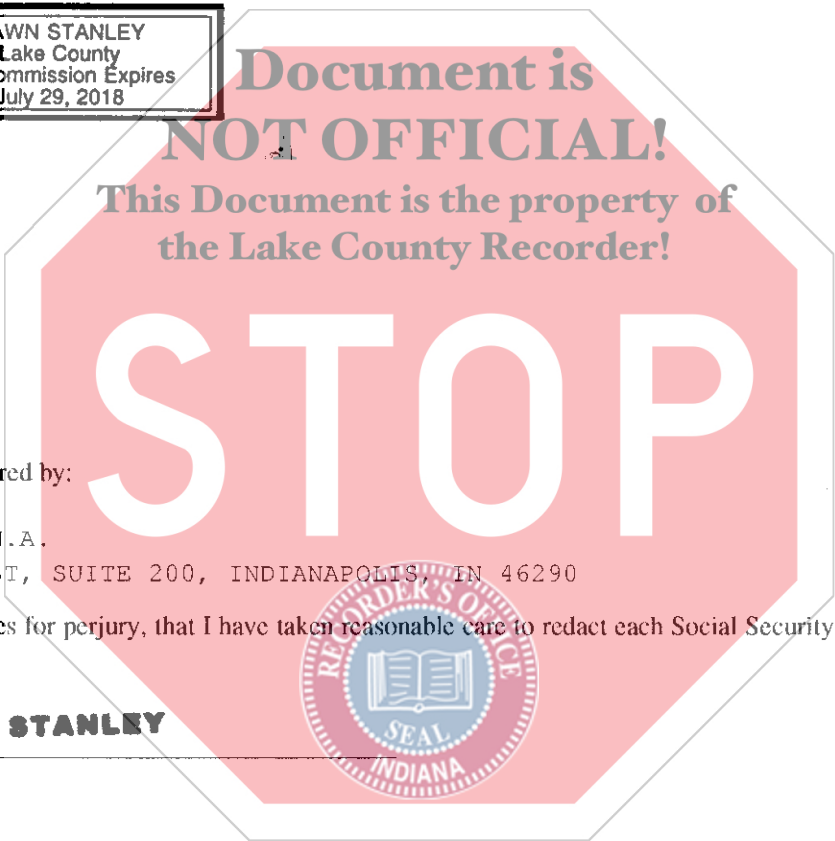 AWN STANLEY
Lake County
ommission Expires
July 29, 2018
Document is
NOT OFFICIAL!
This Document is the property of
the Lake County Recorder!
STOP
red by:
N.A.
ST, SUITE 200, INDIANAPOLIS, IN 46290
es for perjury, that I have taken reasonable care to redact each Social Security
RECORDER'S OFFICE
SEAL
INDIANA
STANLEY